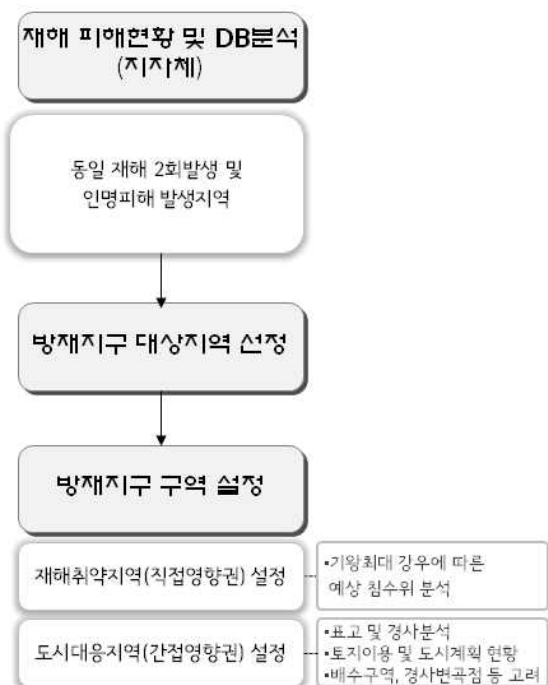 재해 피해현황 및 DB분석
(지자체)
동일 재해 2회발생 및
인명피해 발생지역
방재지구 대상지역 선정
방재지구 구역 설정
재해취약지역(직접영향권) 설정
▪기왕최대 강우에 따른
예상 침수위 분석
도시대응지역(간접영향권) 설정
▪표고 및 경사분석
▪토지이용 및 도시계획 현황
▪배수구역, 경사변곡점 등 고려